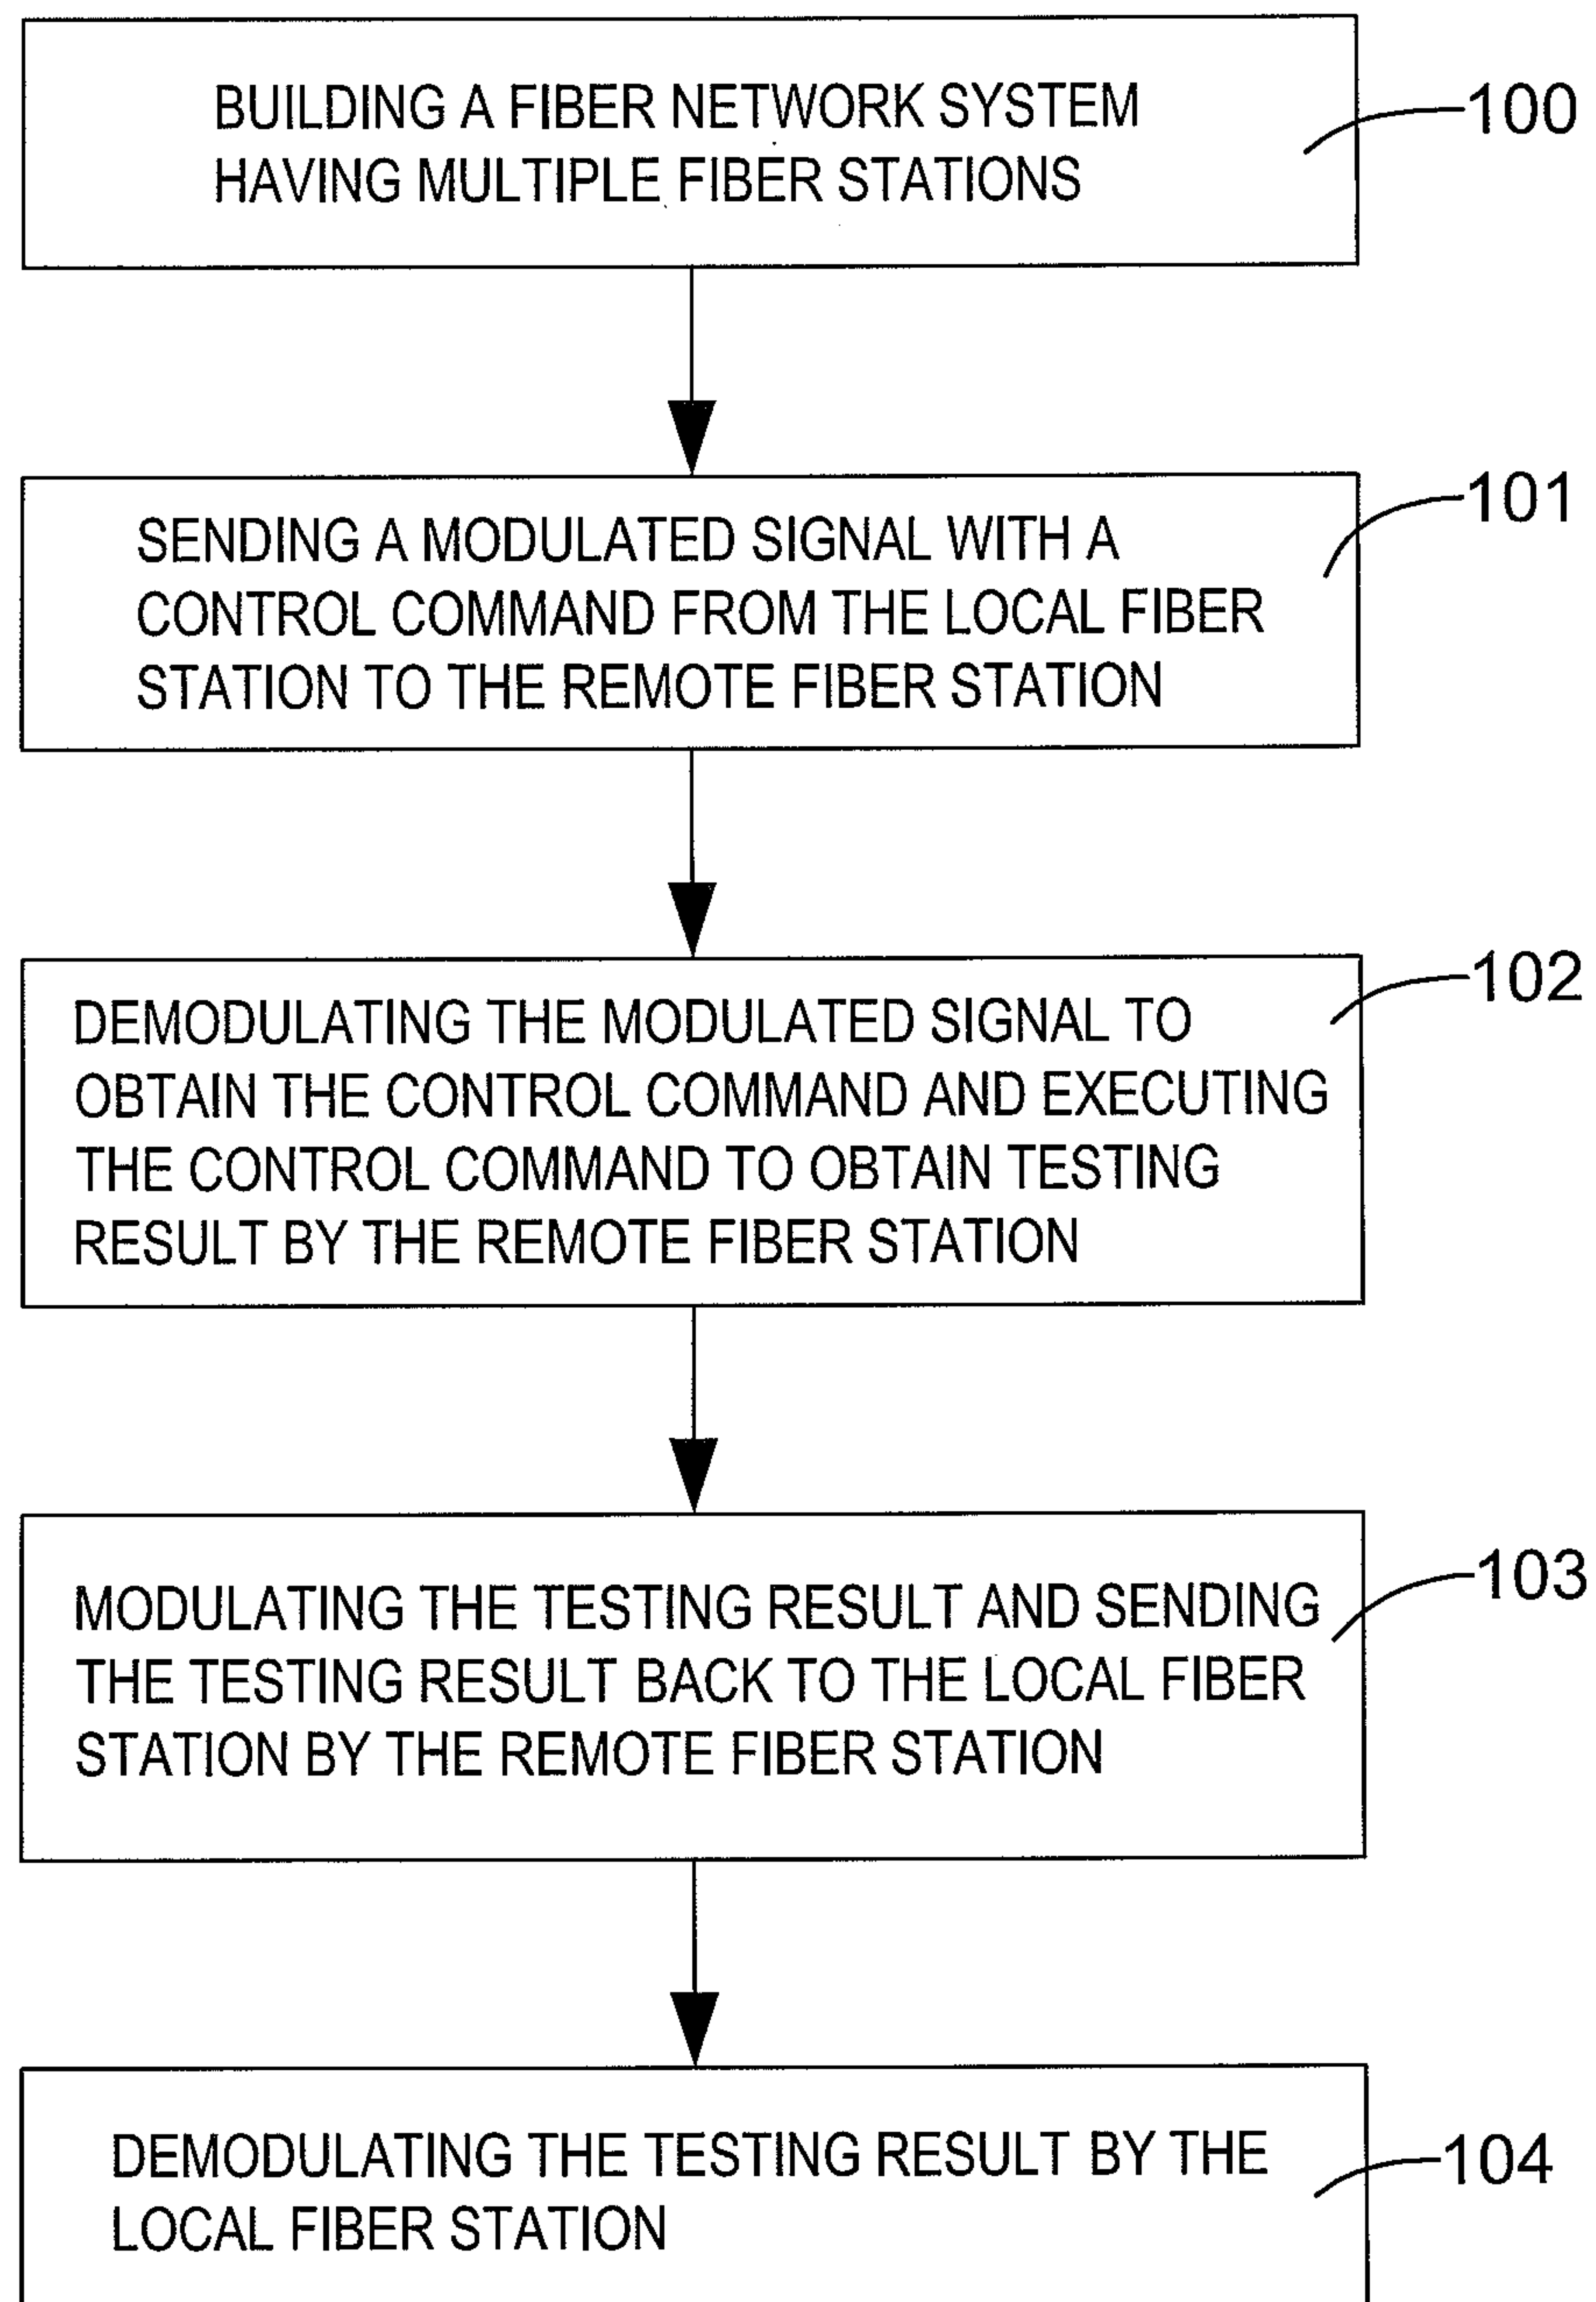 BUILDING A FIBER NETWORK SYSTEM
HAVING MULTIPLE FIBER STATIONS
100
SENDING A MODULATED SIGNAL WITH A
CONTROL COMMAND FROM THE LOCAL FIBER
STATION TO THE REMOTE FIBER STATION
101
DEMODULATING THE MODULATED SIGNAL TO
OBTAIN THE CONTROL COMMAND AND EXECUTING
THE CONTROL COMMAND TO OBTAIN TESTING
RESULT BY THE REMOTE FIBER STATION
102
MODULATING THE TESTING RESULT AND SENDING
THE TESTING RESULT BACK TO THE LOCAL FIBER
STATION BY THE REMOTE FIBER STATION
103
DEMODULATING THE TESTING RESULT BY THE
LOCAL FIBER STATION
104